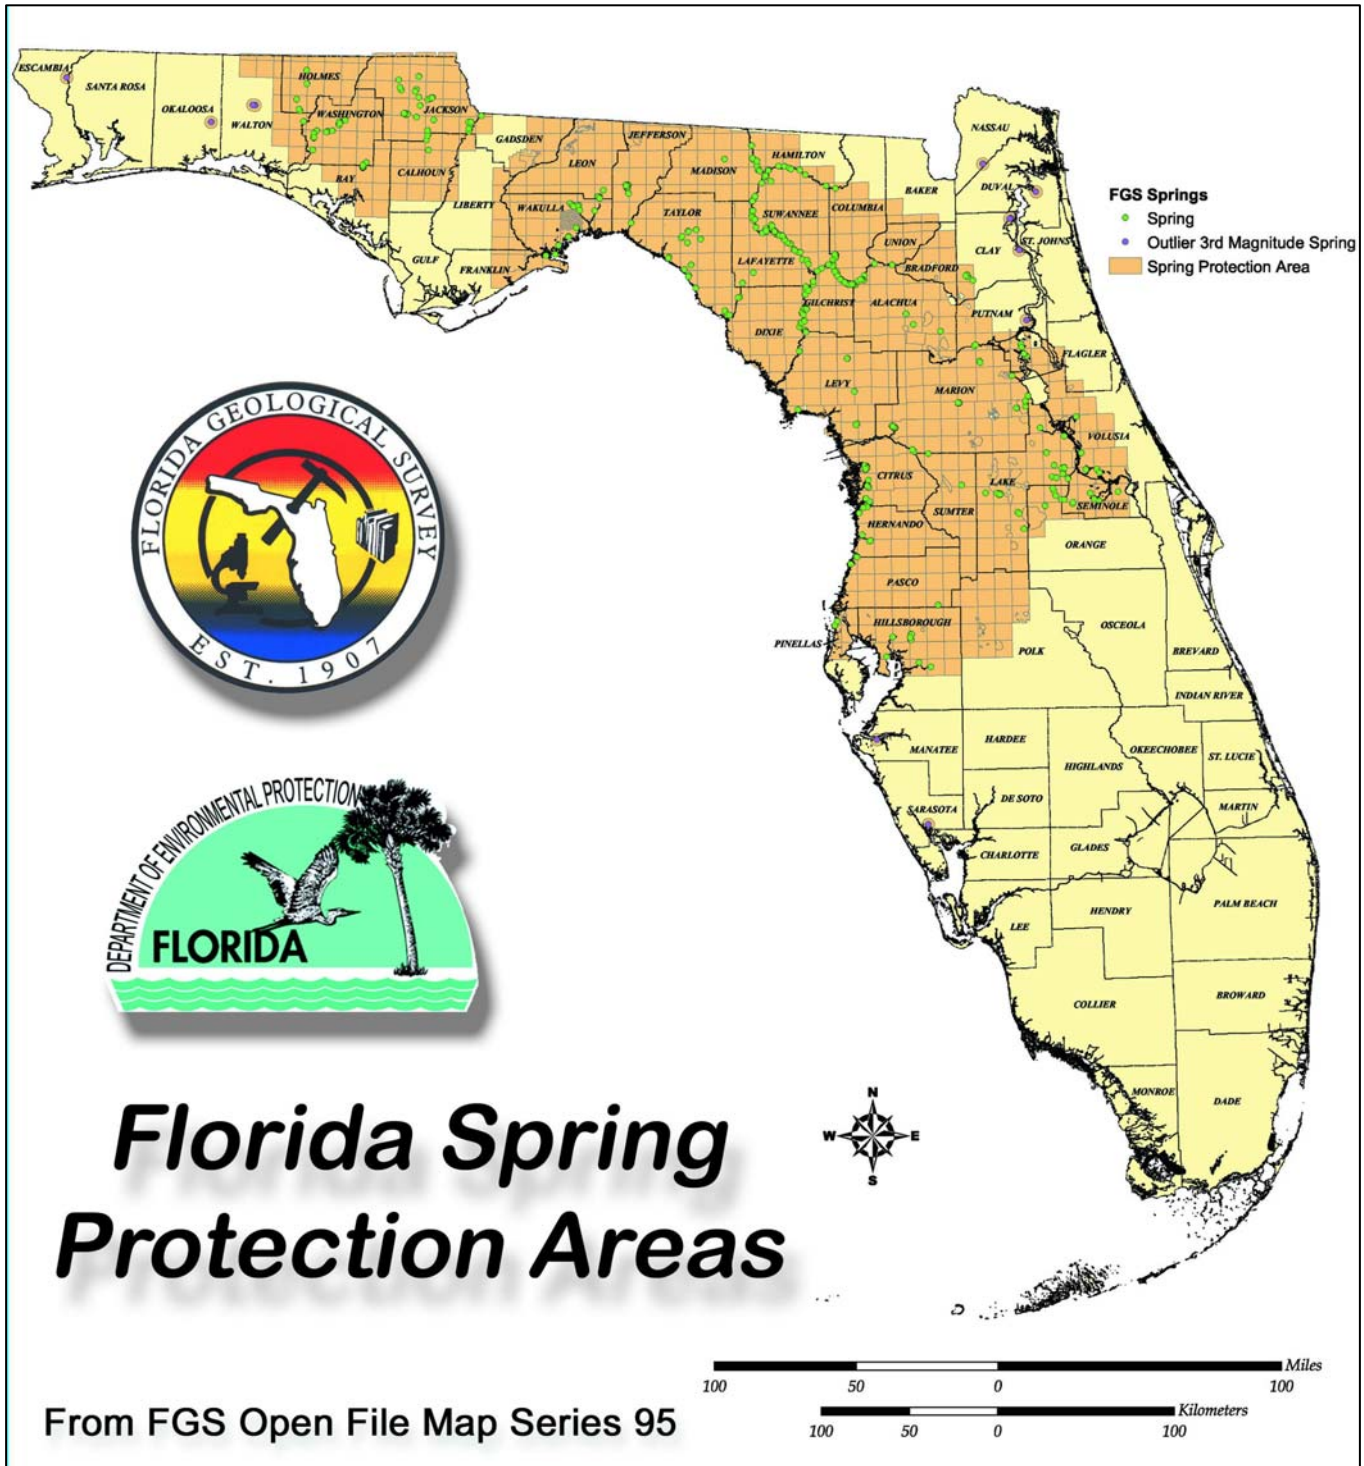 ESCAMBIA
SANTA ROSA
OKALOOSA
WALTON
HOLMES
WASHINGTON
JACKSON
BAY
CALHOUN
GULF
LIBERTY
GADSDEN
FRANKLIN
WAKULLA
LEON
JEFFERSON
MADISON
TAYLOR
HAMILTON
SUWANNEE
LAFAYETTE
DIXIE
GILCHRIST
COLUMBIA
BAKER
UNION
BRADFORD
ALACHUA
NASSAU
DUVAL
CLAY
ST. JOHNS
PUTNAM
FLAGLER
LEVY
MARION
VOLUSIA
CITRUS
LAKE
SUMTER
SEMINOLE
HERNANDO
ORANGE
PASCO
HILLSBOROUGH
PINELLAS
POLK
OSCEOLA
BREVARD
INDIAN RIVER
MANATEE
HARDEE
HIGHLANDS
OKEECHOBEE
ST. LUCIE
SARASOTA
DE SOTO
MARTIN
CHARLOTTE
GLADES
LEE
HENDRY
PALM BEACH
COLLIER
BROWARD
MONROE
DADE
FGS Springs
Spring
Outlier 3rd Magnitude Spring
Spring Protection Area
FLORIDA GEOLOGICAL SURVEY
EST. 1907
DEPARTMENT OF ENVIRONMENTAL PROTECTION
FLORIDA
N
W E
S
Florida Spring
Protection Areas
Miles
100 50 0 100
Kilometers
100 50 0 100
From FGS Open File Map Series 95